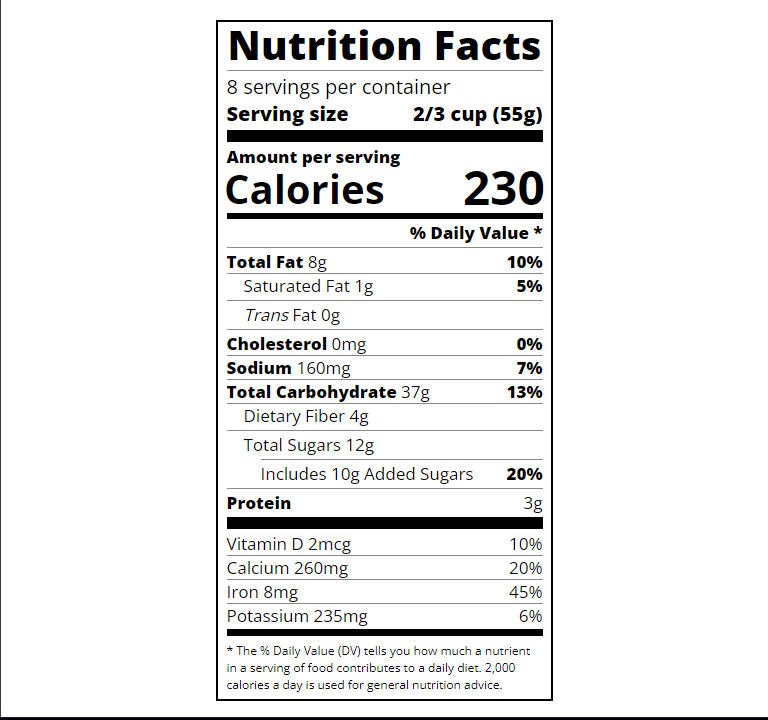 Nutrition Facts
8 servings per container
Serving size 2/3 cup (55g)
Amount per serving
Calories 230
% Daily Value *
Total Fat 8g 10%
Saturated Fat 1g 5%
Trans Fat 0g
Cholesterol 0mg 0%
Sodium 160mg 7%
Total Carbohydrate 37g 13%
Dietary Fiber 4g
Total Sugars 12g
Includes 10g Added Sugars 20%
Protein 3g
Vitamin D 2mcg 10%
Calcium 260mg 20%
Iron 8mg 45%
Potassium 235mg 6%
* The % Daily Value (DV) tells you how much a nutrient
in a serving of food contributes to a daily diet. 2,000
calories a day is used for general nutrition advice.